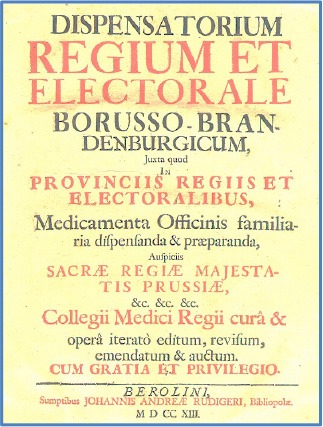 DISPENSATORIUM
REGIUM ET
ELECTORALE
BORUSSO-BRAN-
DENBURGICUM,
Juxta quod
IN
PROVINCIIS REGIIS ET
ELECTORALIBUS,
Medicamenta Officinis familia-
ria dispensanda & præparanda,
Auspiciis
SACRÆ REGIÆ MAJESTA-
TIS PRUSSIÆ,
&c. &c. &c.
Collegii Medici Regii curâ &
operâ iteratò editum, revisum,
emendatum & auctum.
CUM GRATIA ET PRIVILEGIO.
BEROLINI,
Sumptibus JOHANNIS ANDREÆ RUDIGERI, Bibliopolæ.
M D CC XIII.